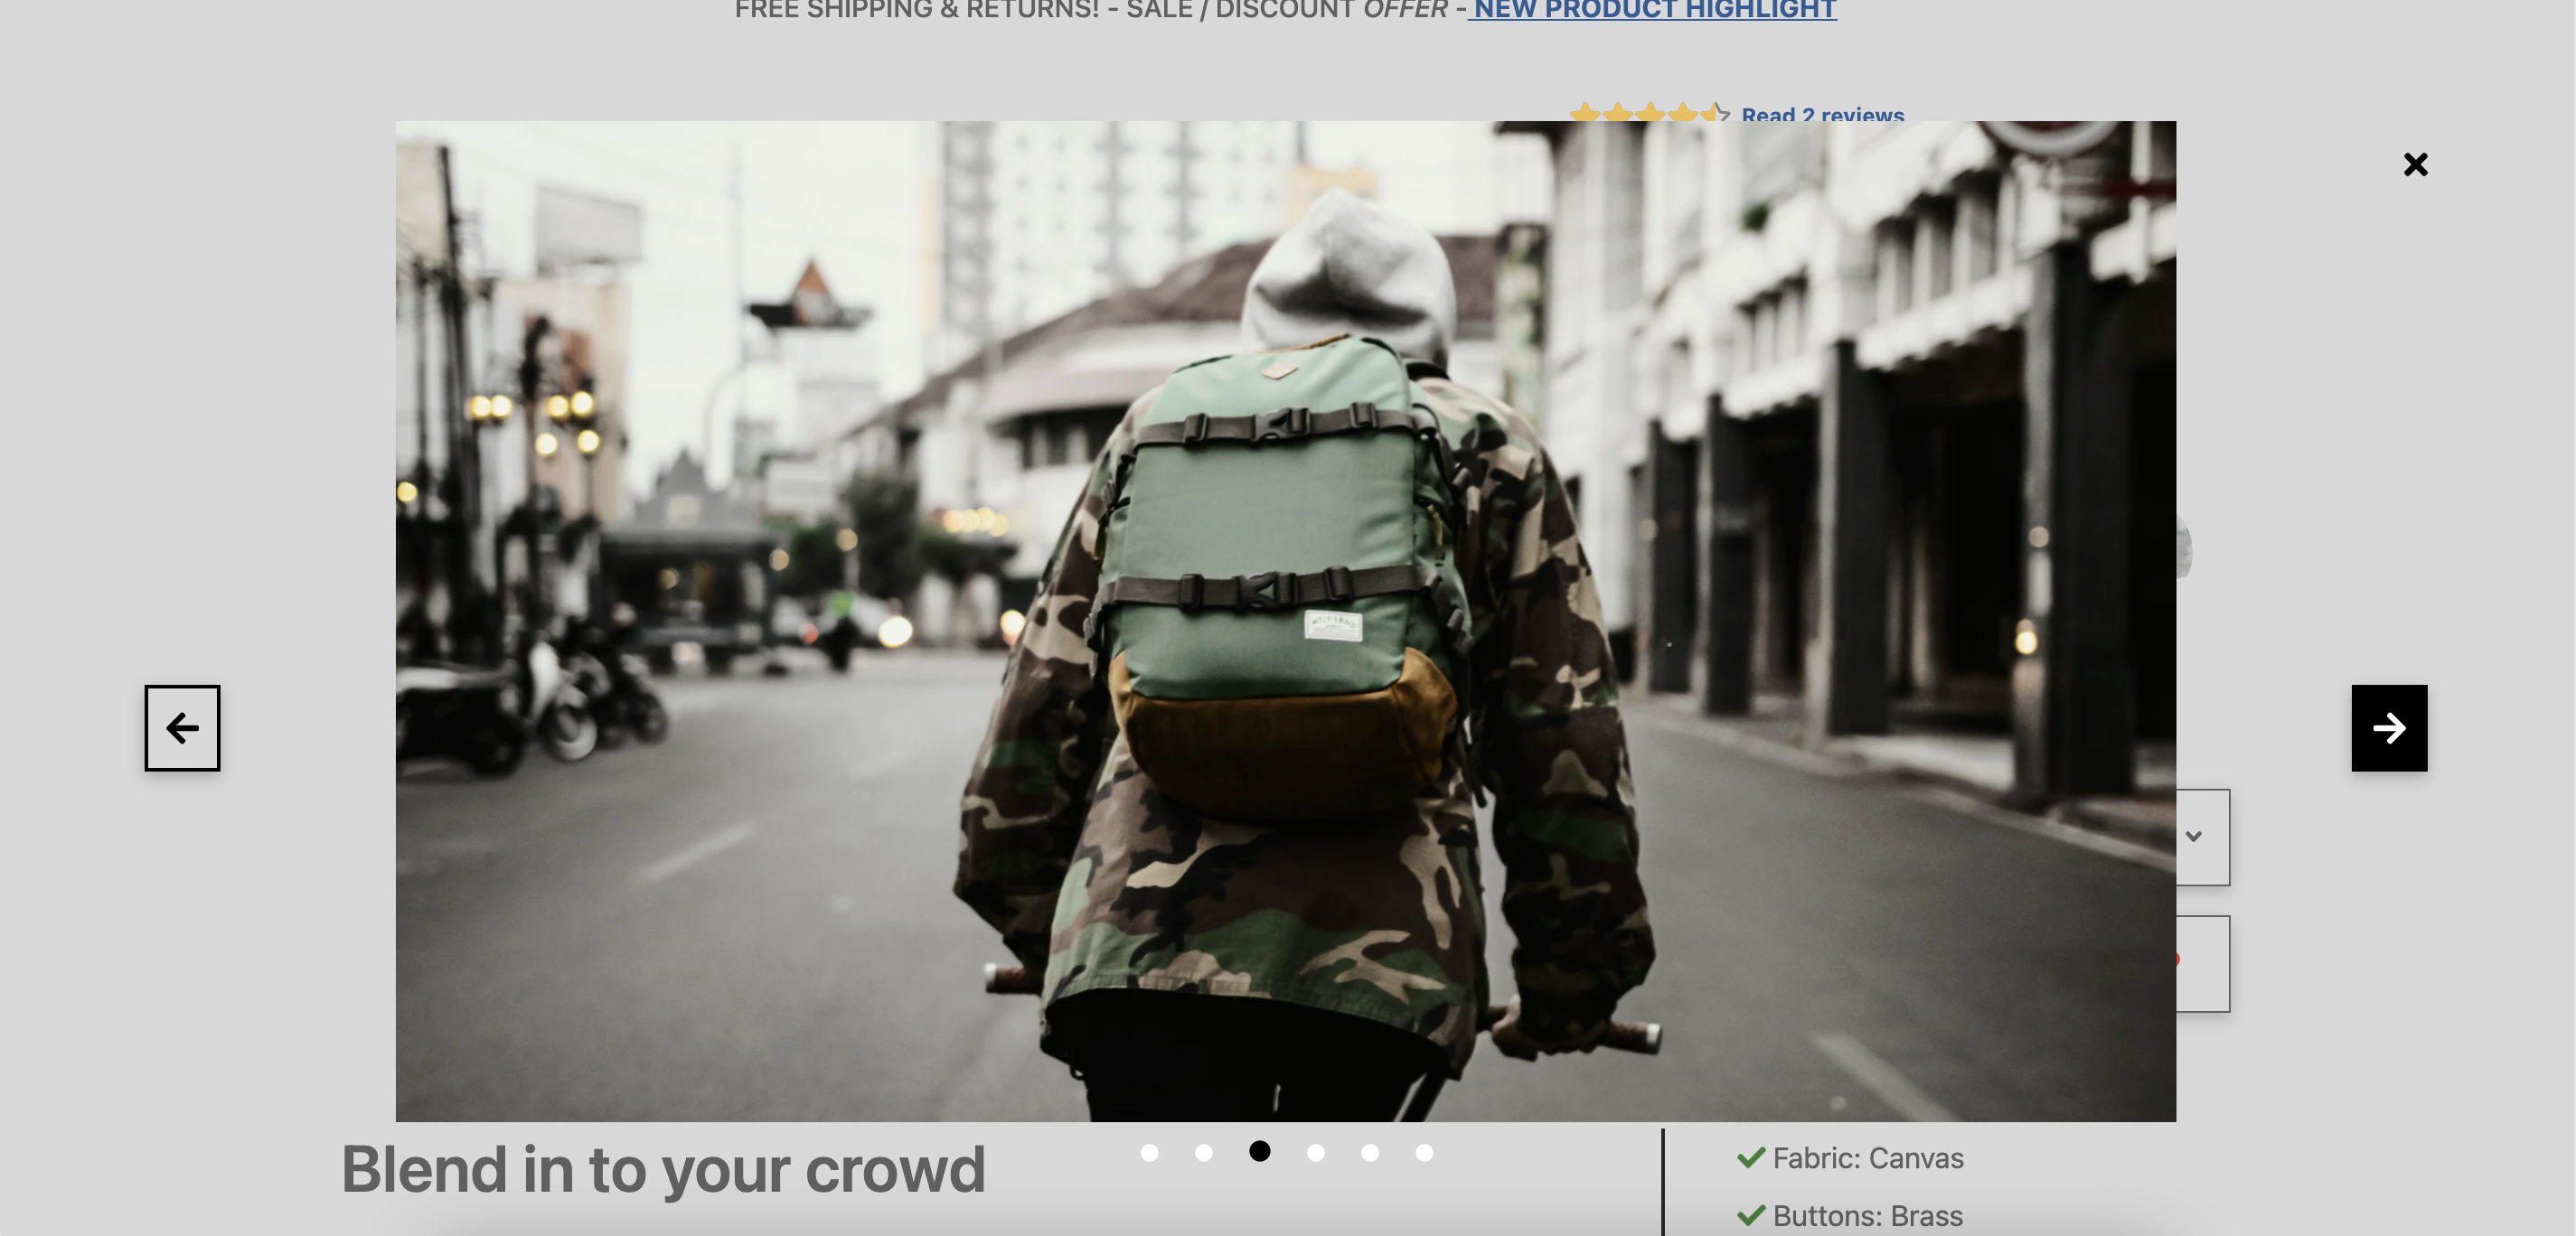 FREE SHIPPING & RETURNS! - SALE / DISCOUNT OFFER - NEW PRODUCT HIGHLIGHT
Read 2 reviews
Blend in to your crowd
Fabric: Canvas
Buttons: Brass